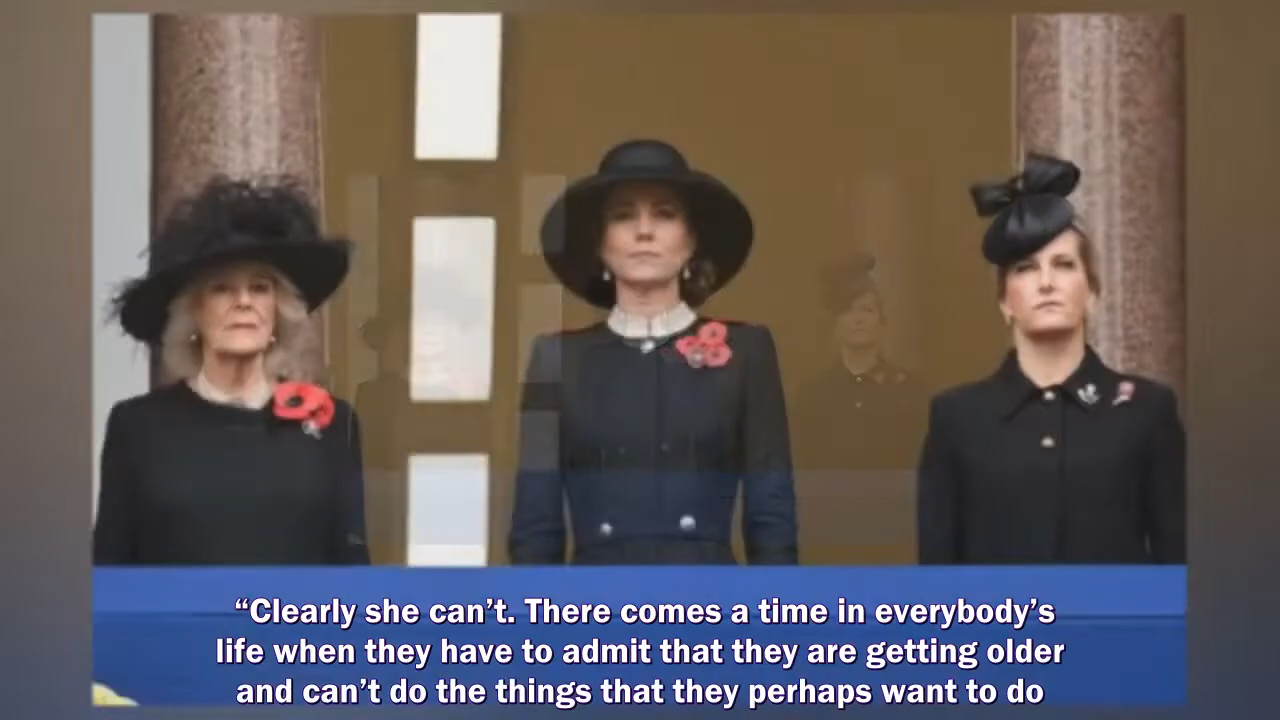 “Clearly she can’t. There comes a time in everybody’s
life when they have to admit that they are getting older
and can’t do the things that they perhaps want to do